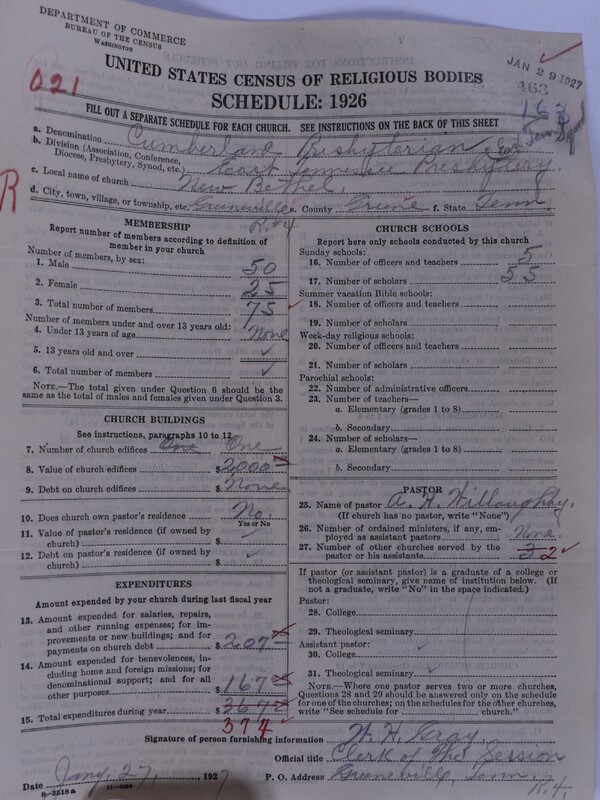 DEPARTMENT OF COMMERCE
BUREAU OF THE CENSUS
WASHINGTON
JAN 29 1927
463
163
021
UNITED STATES CENSUS OF RELIGIOUS BODIES
SCHEDULE: 1926
FILL OUT A SEPARATE SCHEDULE FOR EACH CHURCH. SEE INSTRUCTIONS ON THE BACK OF THIS SHEET
a. Denomination Cumberland Presbyterian
b. Division (Association, Conference, Diocese, Presbytery, Synod, etc.) East Tennessee Presbytery.
c. Local name of church New Bethel,
d. City, town, village, or township, etc. Greeneville e. County Greene f. State Tenn.
R
R.#4
MEMBERSHIP
Report number of members according to definition of
member in your church
Number of members, by sex:
1. Male 50
2. Female 25
3. Total number of members 75
Number of members under and over 13 years old:
4. Under 13 years of age None
5. 13 years old and over ✓
6. Total number of members ✓
NOTE.—The total given under Question 6 should be the
same as the total of males and females given under Question 3.
CHURCH BUILDINGS
See instructions, paragraphs 10 to 12
7. Number of church edifices One One
8. Value of church edifices $2000
9. Debt on church edifices $None
10. Does church own pastor's residence No.
Yes or No
11. Value of pastor's residence (if owned by
church) $ ✓
12. Debt on pastor's residence (if owned by
church) $ ✓
EXPENDITURES
Amount expended by your church during last fiscal year
13. Amount expended for salaries, repairs,
and other running expenses; for im-
provements or new buildings; and for
payments on church debt $207
14. Amount expended for benevolences, in-
cluding home and foreign missions; for
denominational support; and for all
other purposes $167
15. Total expenditures during year $364
374
CHURCH SCHOOLS
Report here only schools conducted by this church
Sunday schools:
16. Number of officers and teachers 5
17. Number of scholars 55
Summer vacation Bible schools:
18. Number of officers and teachers
19. Number of scholars
Week-day religious schools:
20. Number of officers and teachers
21. Number of scholars
Parochial schools:
22. Number of administrative officers
23. Number of teachers—
a. Elementary (grades 1 to 8)
b. Secondary
24. Number of scholars—
a. Elementary (grades 1 to 8)
b. Secondary
PASTOR
25. Name of pastor A. H. Willoughby.
(If church has no pastor, write "None")
26. Number of ordained ministers, if any, em-
ployed as assistant pastors None.
27. Number of other churches served by the
pastor or his assistants 3 2 ✓
If pastor (or assistant pastor) is a graduate of a college or
theological seminary, give name of institution below. (If
not a graduate, write "No" in the space indicated.)
Pastor:
28. College
29. Theological seminary
Assistant pastor:
30. College
31. Theological seminary
NOTE.—Where one pastor serves two or more churches,
Questions 28 and 29 should be answered only on the schedule
for one of the churches; on the schedules for the other churches,
write "See schedule for church."
Signature of person furnishing information W. H. Gray,
Official title Clerk of the Session
Date Jany. 27, 1927 P. O. Address Greeneville, Tenn.,
R.4.
8—5518 a